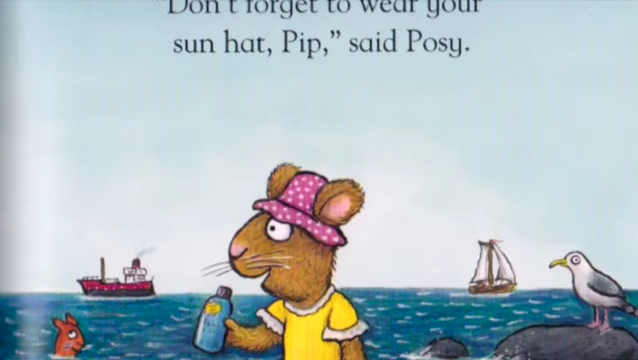 "Don't forget to wear your
sun hat, Pip," said Posy.